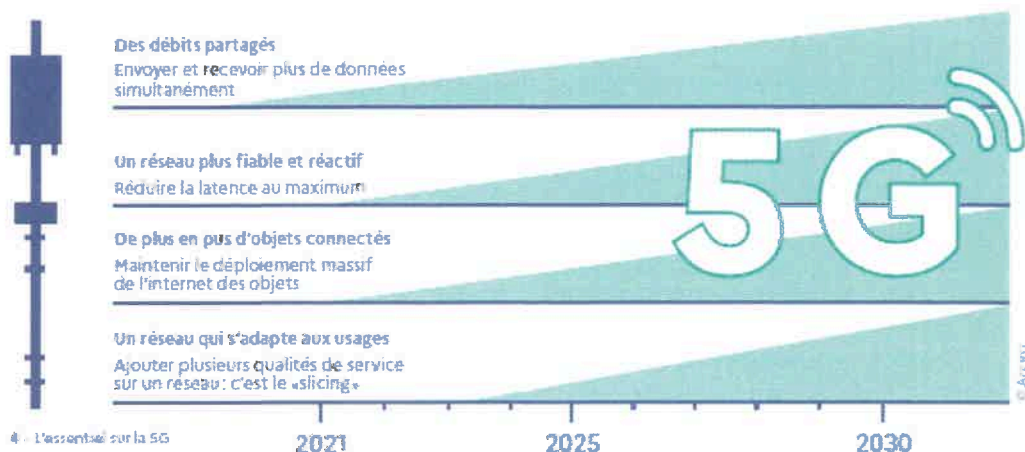 Des débits partagés
Envoyer et recevoir plus de données
simultanément
Un réseau plus fiable et réactif
Réduire la latence au maximum
De plus en pus d'objets connectés
Maintenir le déploiement massif
de l'internet des objets
Un réseau qui s'adapte aux usages
Ajouter plusieurs qualités de service
sur un réseau : c'est le «slicing»
5G
4 - L'essentiel sur la 5G
2021
2025
2030